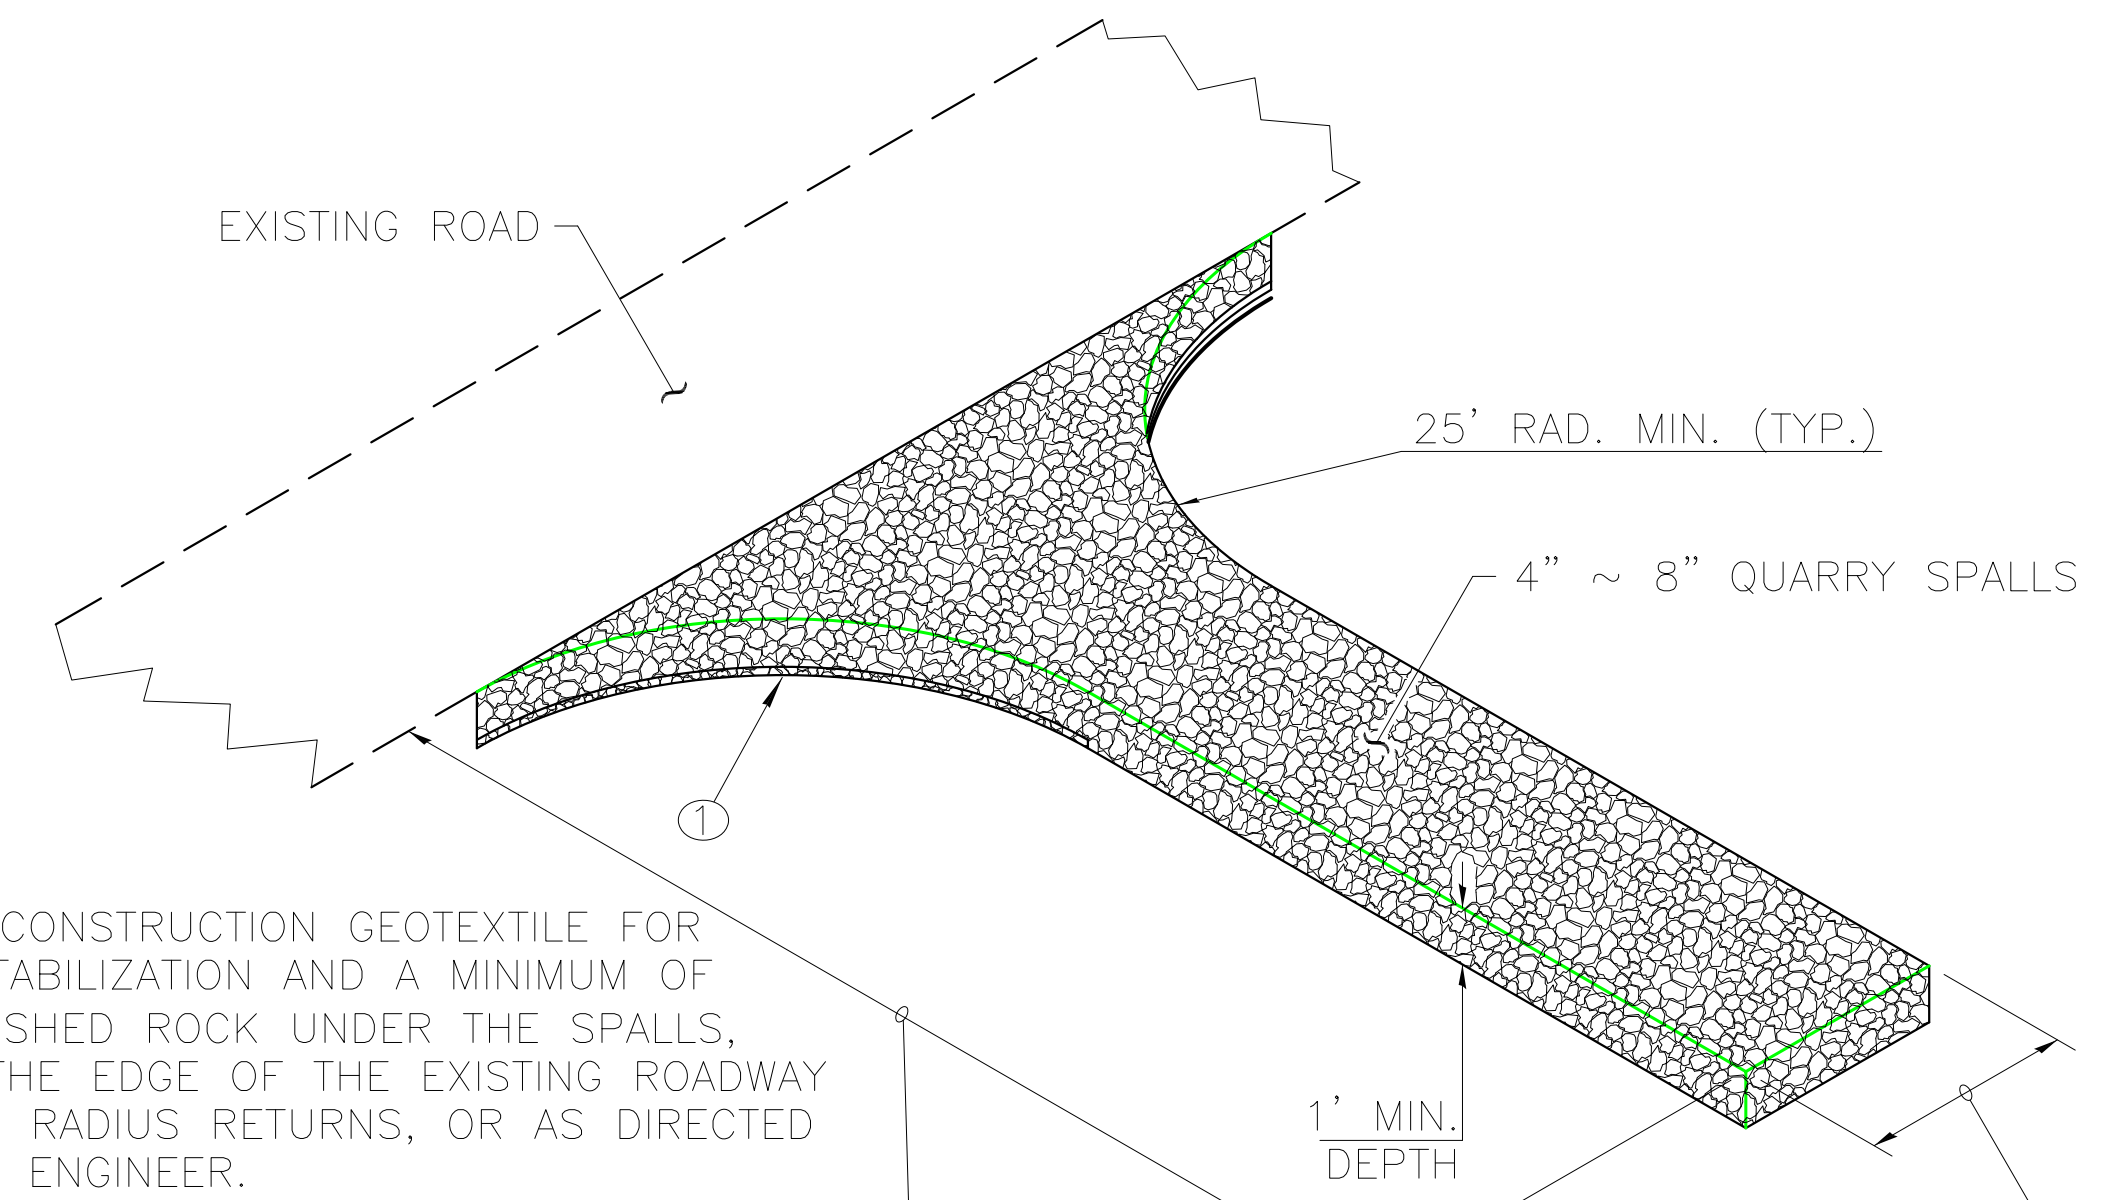 EXISTING ROAD
25' RAD. MIN. (TYP.)
4" ~ 8" QUARRY SPALLS
1
CONSTRUCTION GEOTEXTILE FOR
TABILIZATION AND A MINIMUM OF
SHED ROCK UNDER THE SPALLS,
THE EDGE OF THE EXISTING ROADWAY
RADIUS RETURNS, OR AS DIRECTED
ENGINEER.
1' MIN.
DEPTH